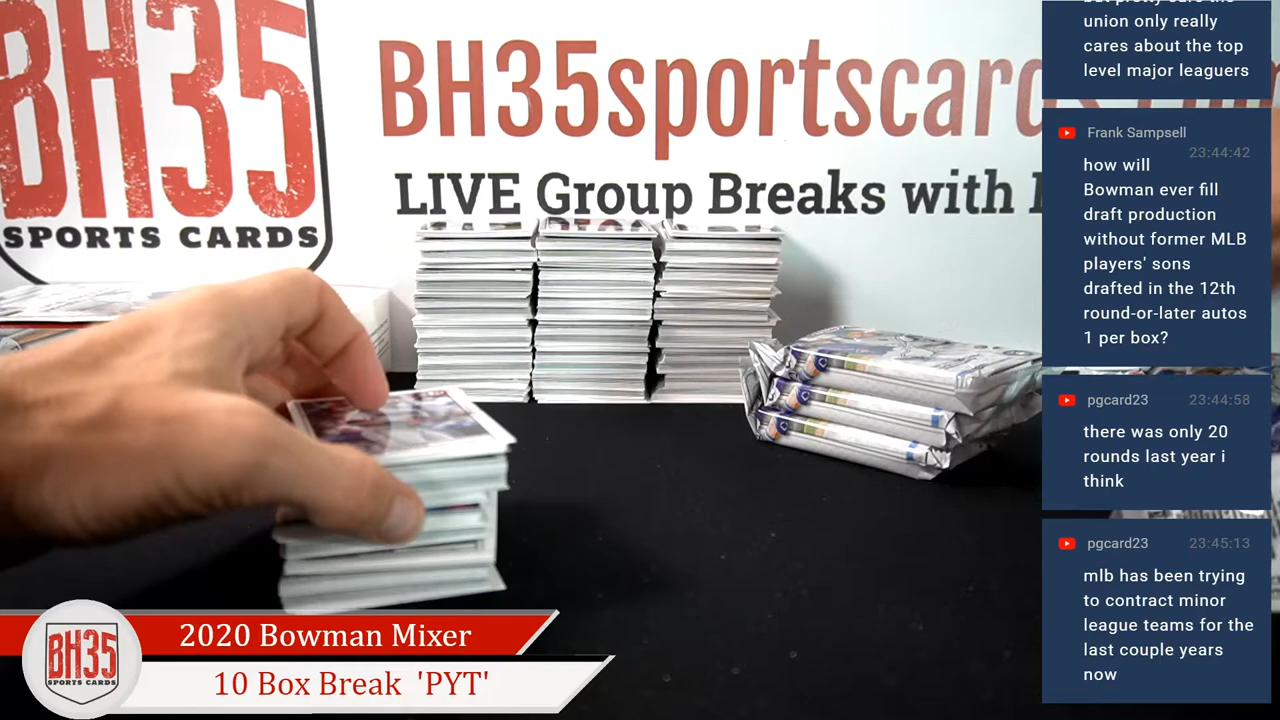 BH35
SPORTS CARDS
BH35sportscard
LIVE Group Breaks with
union only really
cares about the top
level major leaguers
Frank Sampsell
23:44:42
how will
Bowman ever fill
draft production
without former MLB
players' sons
drafted in the 12th
round-or-later autos
1 per box?
pgcard23 23:44:58
there was only 20
rounds last year i
think
pgcard23 23:45:13
mlb has been trying
to contract minor
league teams for the
last couple years
now
2020 Bowman Mixer
10 Box Break 'PYT'
BH35
SPORTS CARDS